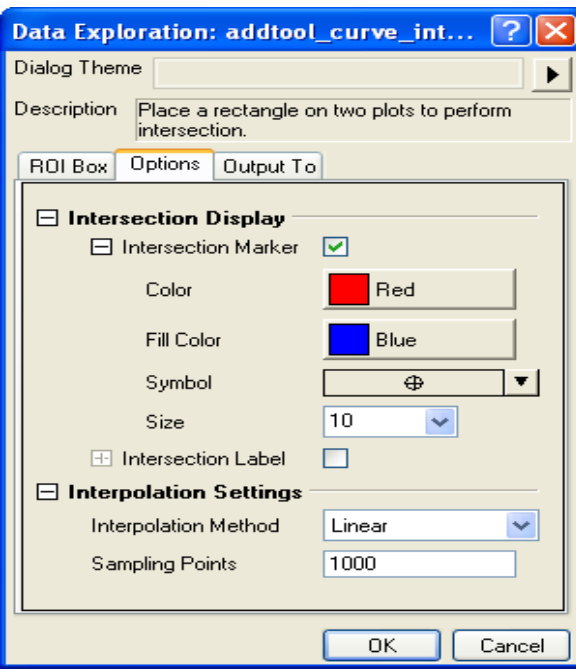 Data Exploration: addtool_curve_int...
Dialog Theme
Description Place a rectangle on two plots to perform
intersection.
ROI Box Options Output To
Intersection Display
Intersection Marker
Color Red
Fill Color Blue
Symbol
Size 10
Intersection Label
Interpolation Settings
Interpolation Method Linear
Sampling Points 1000
OK Cancel